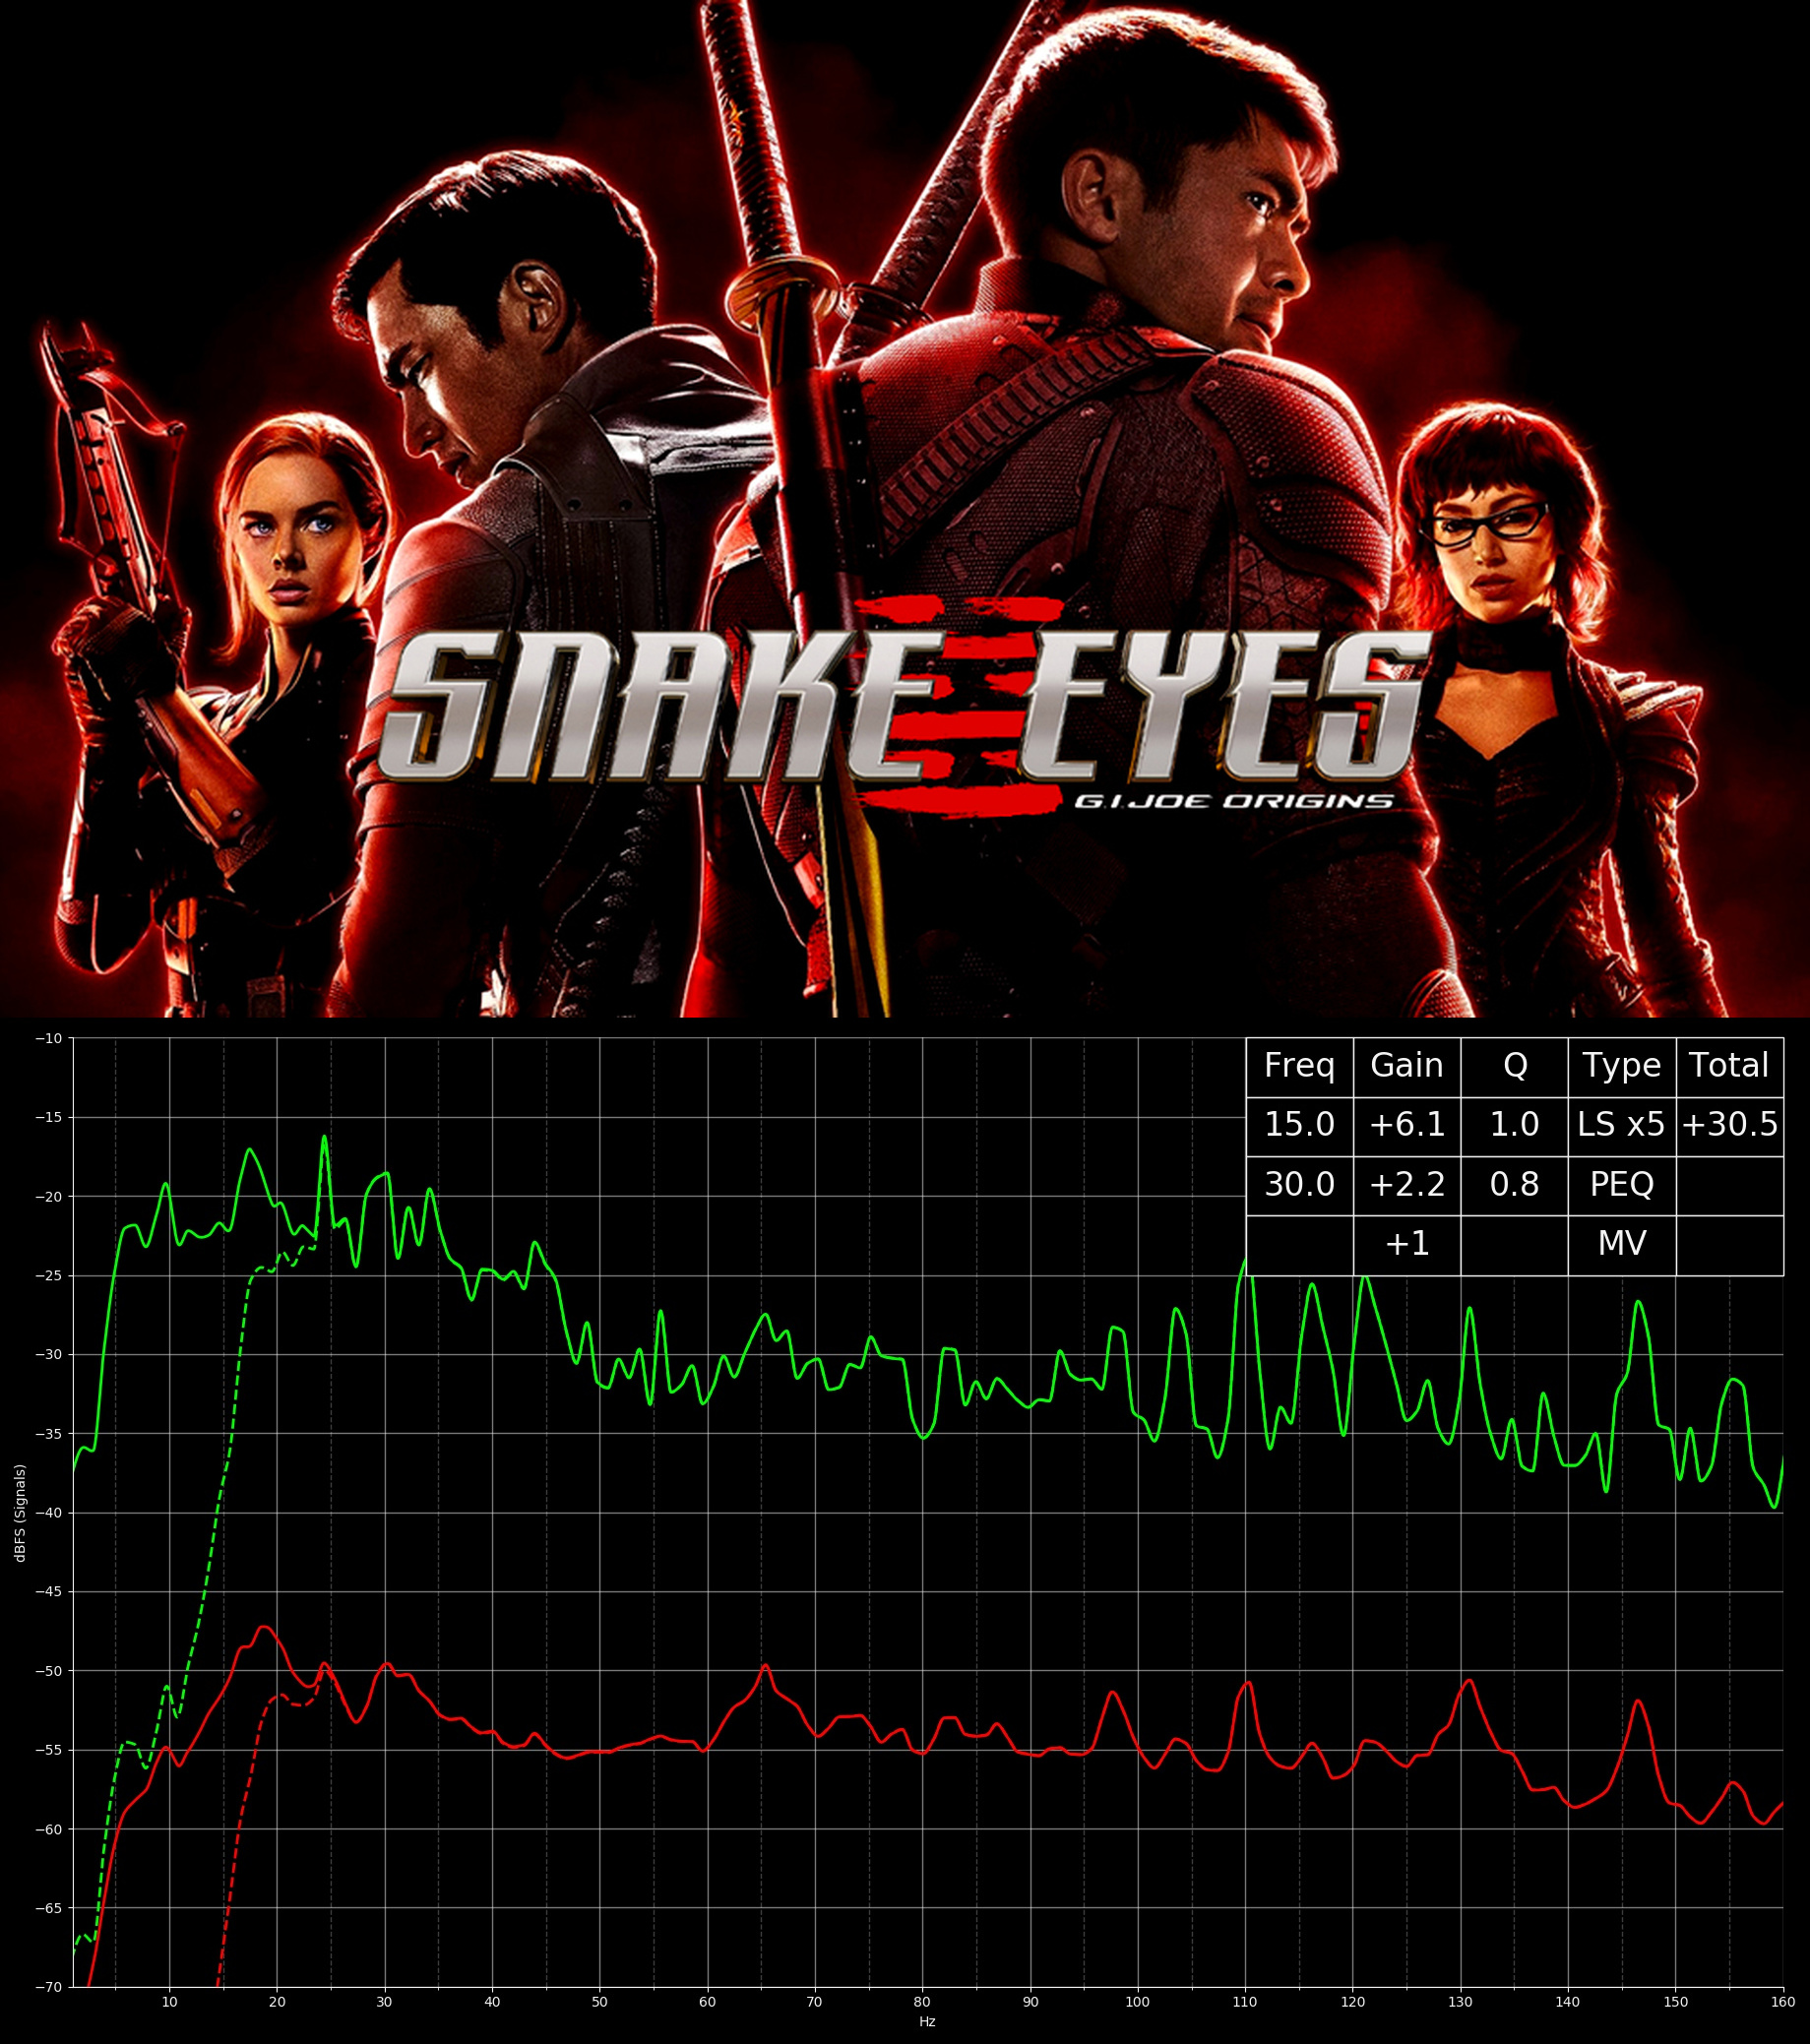 SNAKE EYES
G.I.JOE ORIGINS
Freq Gain Q Type Total
15.0 +6.1 1.0 LS x5 +30.5
30.0 +2.2 0.8 PEQ
+1 MV
−10
−15
−20
−25
−30
−35
−40
−45
−50
−55
−60
−65
−70
dBFS (Signals)
10 20 30 40 50 60 70 80 90 100 110 120 130 140 150 160
Hz